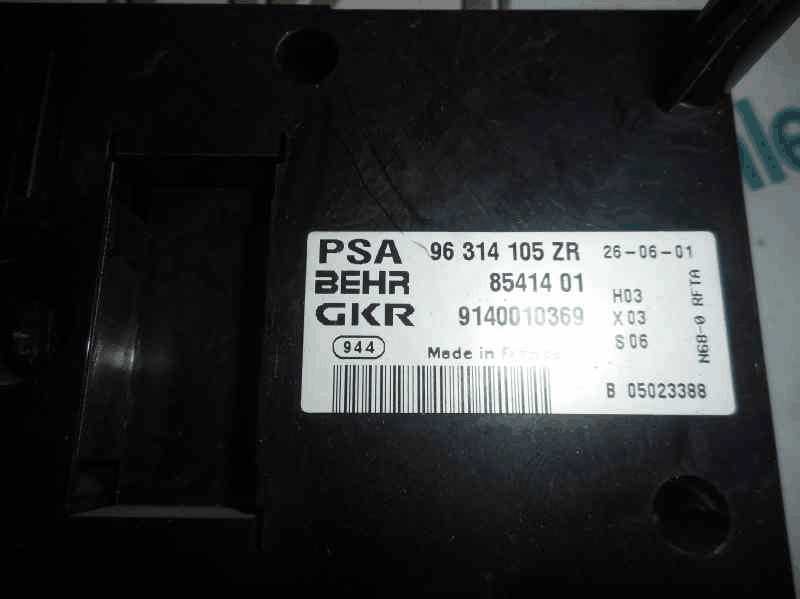 PSA 96 314 105 ZR 26-06-01
BEHR 85414 01
GKR 9140010369
H03
X03
S06
N68-0 RFTA
944 Made in France
B 05023388